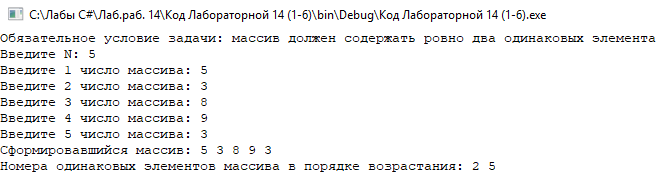 C:\Лабы C#\Лаб.раб. 14\Код Лабораторной 14 (1-6)\bin\Debug\Код Лабораторной 14 (1-6).exe
Обязательное условие задачи: массив должен содержать ровно два одинаковых элемента
Введите N: 5
Введите 1 число массива: 5
Введите 2 число массива: 3
Введите 3 число массива: 8
Введите 4 число массива: 9
Введите 5 число массива: 3
Сформировавшийся массив: 5 3 8 9 3
Номера одинаковых элементов массива в порядке возрастания: 2 5